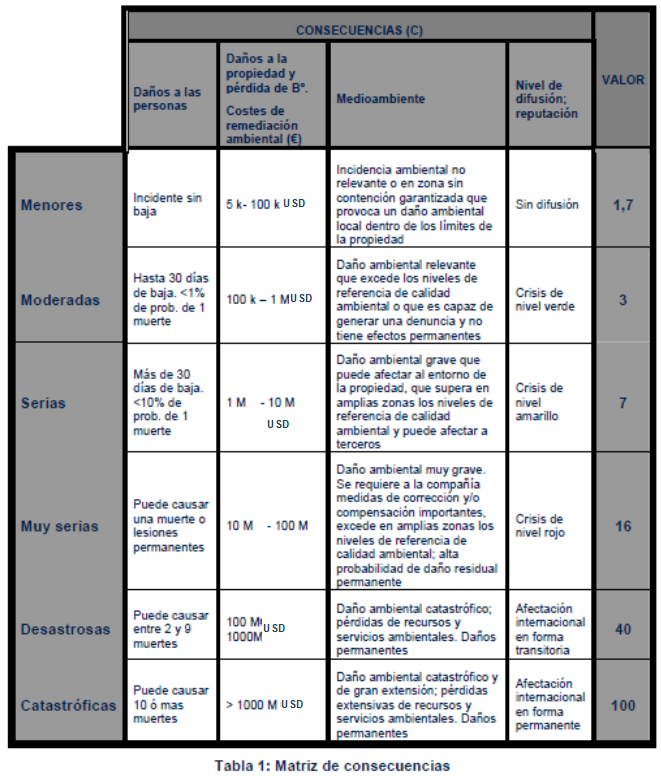 CONSECUENCIAS (C)
Daños a las
personas
Daños a la
propiedad y
pérdida de Bº.
Costes de
remediación
ambiental (€)
Medioambiente
Nivel de
difusión;
reputación
VALOR
Menores
Incidente sin
baja
5 k- 100 k USD
Incidencia ambiental no
relevante o en zona sin
contención garantizada que
provoca un daño ambiental
local dentro de los límites de
la propiedad
Sin difusión
1,7
Moderadas
Hasta 30 días
de baja. <1%
de prob. de 1
muerte
100 k – 1 MUSD
Daño ambiental relevante
que excede los niveles de
referencia de calidad
ambiental o que es capaz de
generar una denuncia y no
tiene efectos permanentes
Crisis de
nivel verde
3
Serias
Más de 30
días de baja.
<10% de
prob. de 1
muerte
1 M - 10 M
USD
Daño ambiental grave que
puede afectar al entorno de
la propiedad, que supera en
amplias zonas los niveles de
referencia de calidad
ambiental y puede afectar a
terceros
Crisis de
nivel
amarillo
7
Muy serias
Puede causar
una muerte o
lesiones
permanentes
10 M - 100 M
Daño ambiental muy grave.
Se requiere a la compañía
medidas de corrección y/o
compensación importantes,
excede en amplias zonas los
niveles de referencia de
calidad ambiental; alta
probabilidad de daño residual
permanente
Crisis de
nivel rojo
16
Desastrosas
Puede causar
entre 2 y 9
muertes
100 M
1000M USD
Daño ambiental catastrófico;
pérdidas de recursos y
servicios ambientales. Daños
permanentes
Afectación
internacional
en forma
transitoria
40
Catastróficas
Puede causar
10 ó mas
muertes
> 1000 M USD
Daño ambiental catastrófico y
de gran extensión; pérdidas
extensivas de recursos y
servicios ambientales. Daños
permanentes
Afectación
internacional
en forma
permanente
100
Tabla 1: Matriz de consecuencias